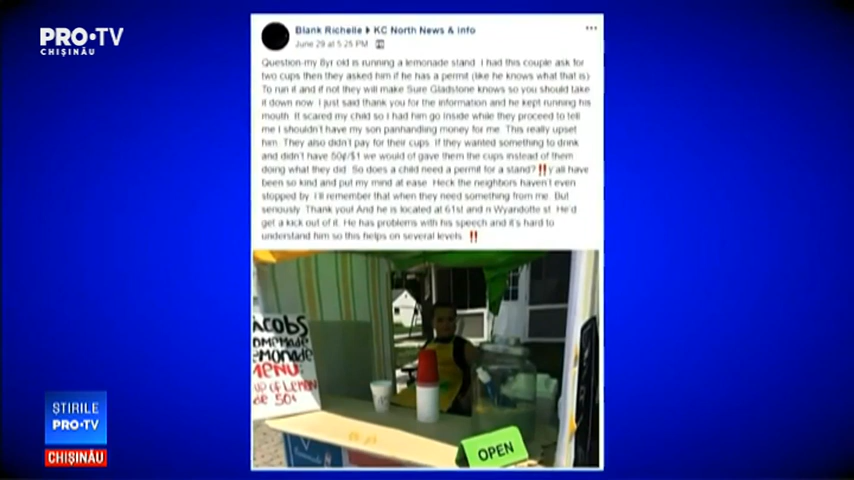 PRO•TV
CHIȘINĂU
Blank Richelle ▸ KC North News & Info
June 29 at 5:25 PM
Question-my 8yr old is running a lemonade stand. I had this couple ask for
two cups then they asked him if he has a permit (like he knows what that is)
To run it and if not they will make Sure Gladstone knows so you should take
it down now. I just said thank you for the information and he kept running his
mouth. It scared my child so I had him go Inside while they proceed to tell
me I shouldn't have my son panhandling money for me. This really upset
him. They also didn't pay for their cups. If they wanted something to drink
and didn't have 50¢/$1 we would of gave them the cups instead of them
doing what they did. So does a child need a permit for a stand?‼️y'all have
been so kind and put my mind at ease. Heck the neighbors haven't even
stopped by. I'll remember that when they need something from me. But
seriously. Thank you! And he is located at 61st and n Wyandotte st. He'd
get a kick out of it. He has problems with his speech and it's hard to
understand him so this helps on several levels. ‼️
ACOBS
OMEMADE
EMONADE
MENU:
UP OF LEMON
DE 50¢
OPEN
ȘTIRILE
PRO•TV
CHIȘINĂU